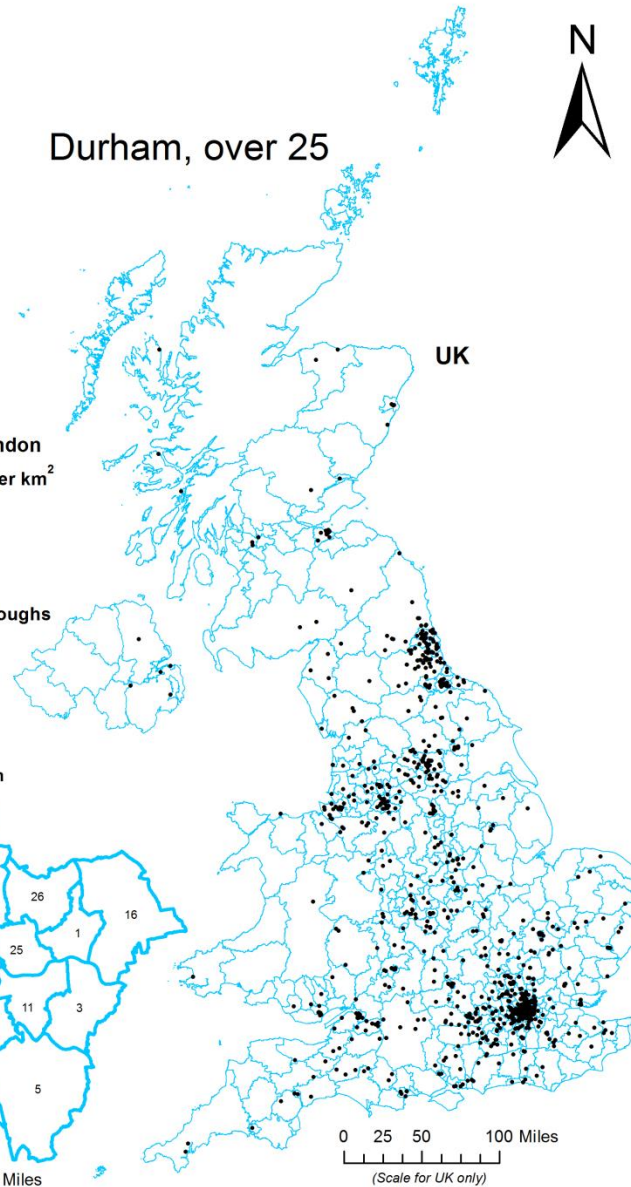 N
Durham, over 25
UK
ndon
er km²
oughs
n
26
16
1
25
11
3
5
Miles
0 25 50 100 Miles
(Scale for UK only)